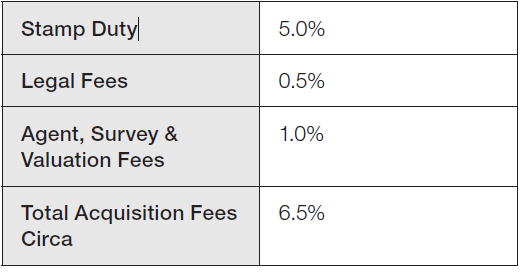 Stamp Duty 5.0%
Legal Fees 0.5%
Agent, Survey & 1.0%
Valuation Fees
Total Acquisition Fees 6.5%
Circa